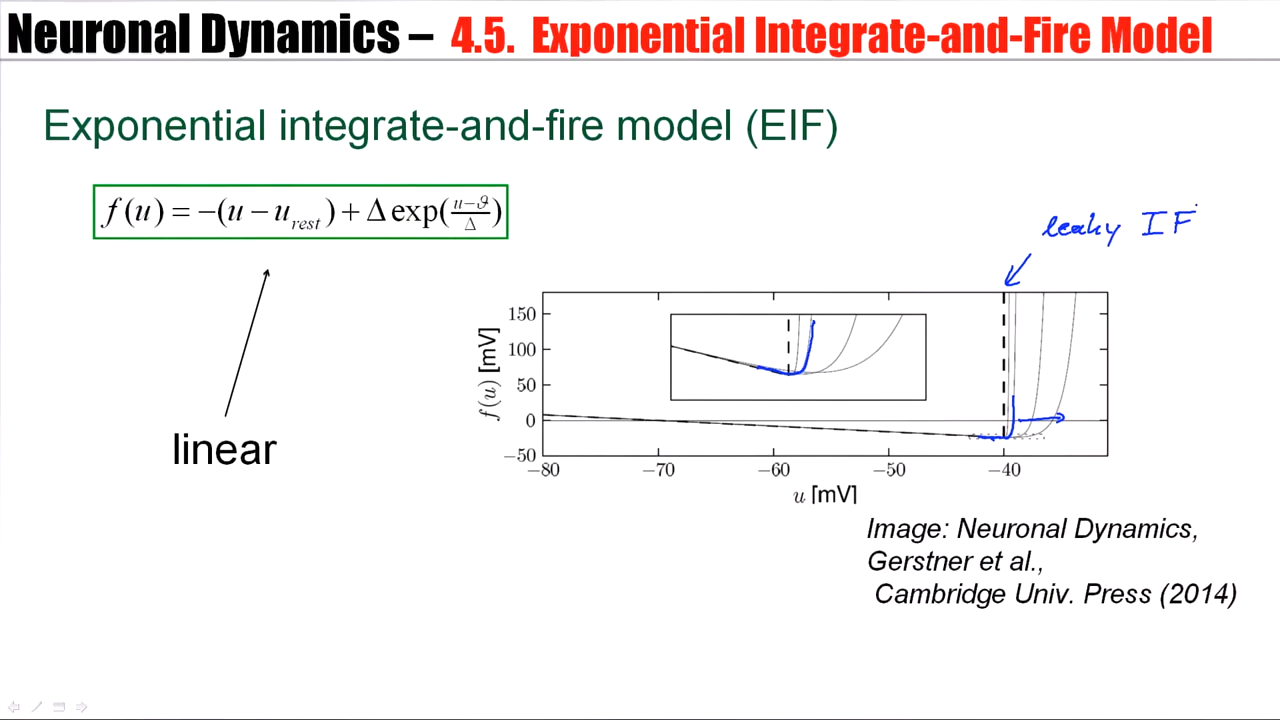 Neuronal Dynamics – 4.5. Exponential Integrate-and-Fire Model
Exponential integrate-and-fire model (EIF)
f(u) = −(u − u_rest) + Δ exp((u−ϑ)/Δ)
leaky IF
linear
150
100
50
0
−50
f(u) [mV]
−80 −70 −60 −50 −40
u [mV]
Image: Neuronal Dynamics,
Gerstner et al.,
Cambridge Univ. Press (2014)